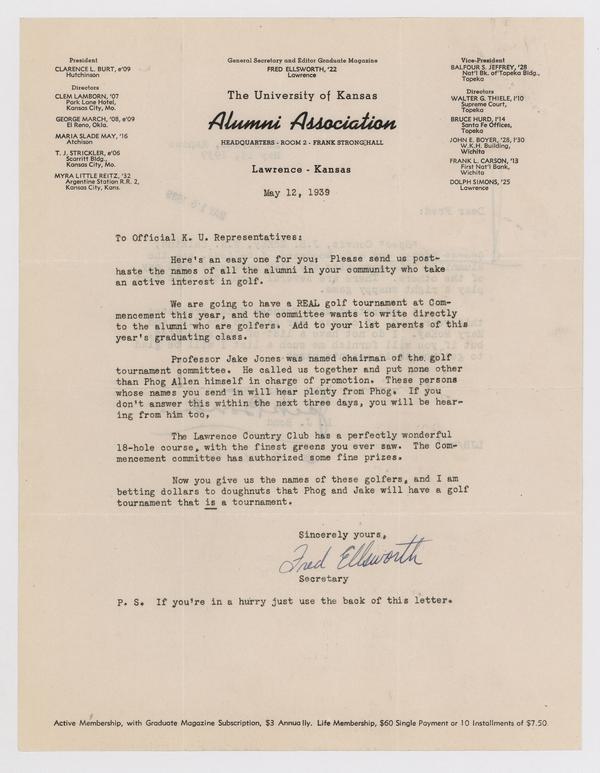 President
CLARENCE L. BURT, e'09
Hutchinson
Directors
CLEM LAMBORN, '07
Park Lane Hotel,
Kansas City, Mo.
GEORGE MARCH, '08, e'09
El Reno, Okla.
MARIA SLADE MAY, '16
Atchison
T. J. STRICKLER, e'06
Scarritt Bldg.,
Kansas City, Mo.
MYRA LITTLE REITZ, '32
Argentine Station R.R. 2,
Kansas City, Kans.
General Secretary and Editor Graduate Magazine
FRED ELLSWORTH, '22
Lawrence
The University of Kansas
Alumni Association
HEADQUARTERS - ROOM 2 - FRANK STRONG HALL
Lawrence - Kansas
Vice-President
BALFOUR S. JEFFREY, '28
Nat'l Bk. of Topeka Bldg.,
Topeka
Directors
WALTER G. THIELE, l'10
Supreme Court,
Topeka
BRUCE HURD, l'14
Santa Fe Offices,
Topeka
JOHN E. BOYER, '28, l'30
W.K.H. Building,
Wichita
FRANK L. CARSON, '13
First Nat'l Bank,
Wichita
DOLPH SIMONS, '25
Lawrence
May 12, 1939
To Official K. U. Representatives:
Here's an easy one for you; Please send us post-
haste the names of all the alumni in your community who take
an active interest in golf.
We are going to have a REAL golf tournament at Com-
mencement this year, and the committee wants to write directly
to the alumni who are golfers. Add to your list parents of this
year's graduating class.
Professor Jake Jones was named chairman of the golf
tournament committee. He called us together and put none other
than Phog Allen himself in charge of promotion. These persons
whose names you send in will hear plenty from Phog. If you
don't answer this within the next three days, you will be hear-
ing from him too,
The Lawrence Country Club has a perfectly wonderful
18-hole course, with the finest greens you ever saw. The Com-
mencement committee has authorized some fine prizes.
Now you give us the names of these golfers, and I am
betting dollars to doughnuts that Phog and Jake will have a golf
tournament that is a tournament.
Sincerely yours,
Fred Ellsworth
Secretary
P. S. If you're in a hurry just use the back of this letter.
Active Membership, with Graduate Magazine Subscription, $3 Annually. Life Membership, $60 Single Payment or 10 Installments of $7.50